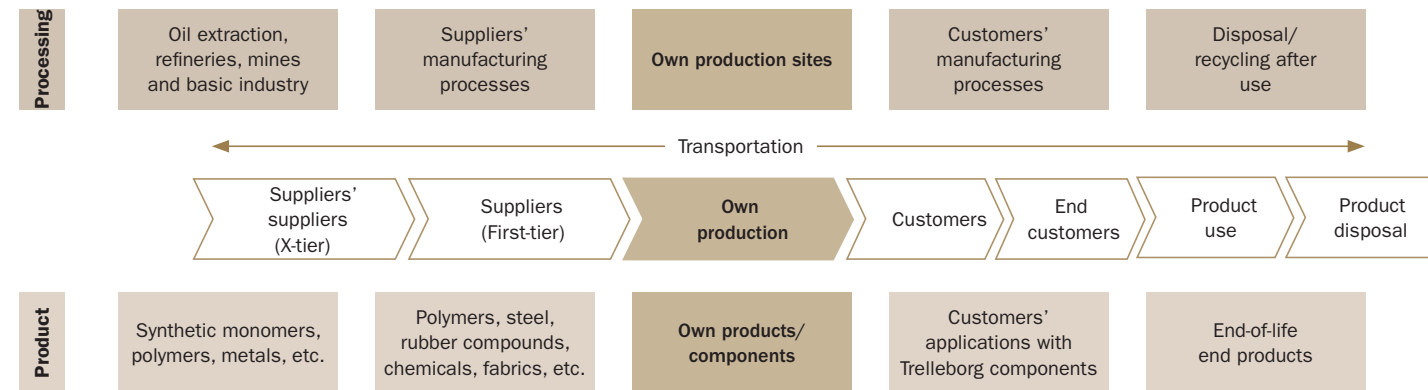 Processing
Oil extraction,
refineries, mines
and basic industry
Suppliers’
manufacturing
processes
Own production sites
Customers’
manufacturing
processes
Disposal/
recycling after
use
Transportation
Suppliers’
suppliers
(X-tier)
Suppliers
(First-tier)
Own
production
Customers
End
customers
Product
use
Product
disposal
Product
Synthetic monomers,
polymers, metals, etc.
Polymers, steel,
rubber compounds,
chemicals, fabrics, etc.
Own products/
components
Customers’
applications with
Trelleborg components
End-of-life
end products